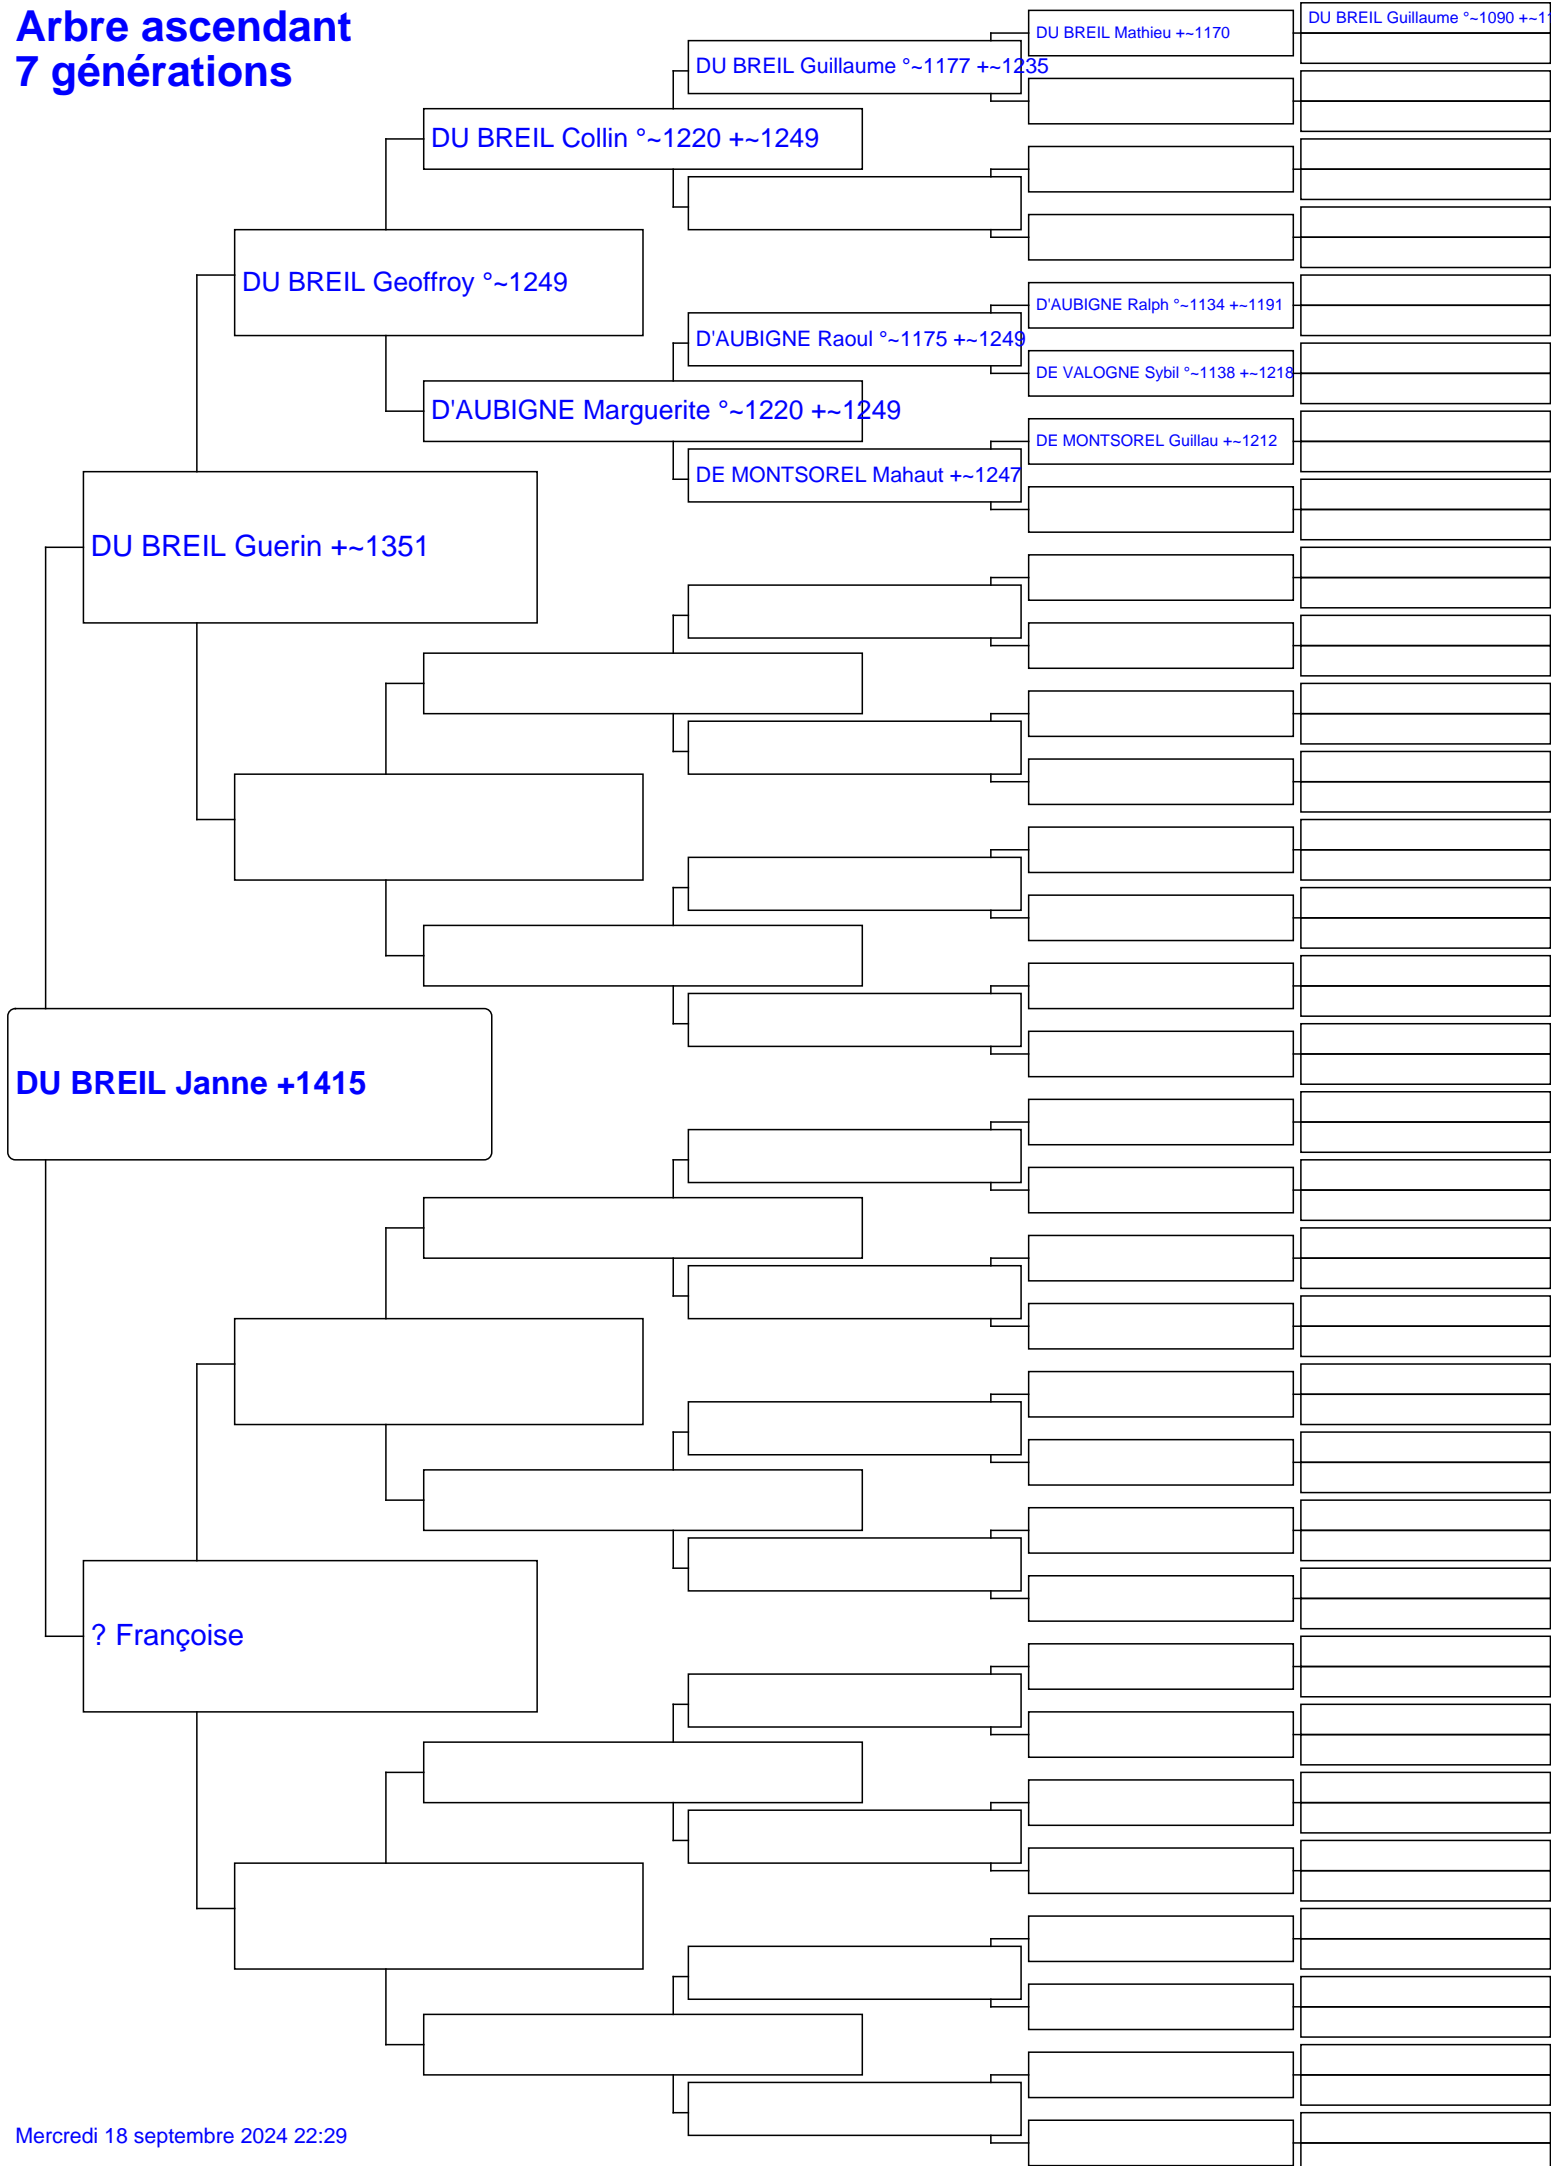 Arbre ascendant
7 générations
DU BREIL Guillaume °~1090 +~1
DU BREIL Mathieu +~1170
DU BREIL Guillaume °~1177 +~1235
DU BREIL Collin °~1220 +~1249
DU BREIL Geoffroy °~1249
D'AUBIGNE Ralph °~1134 +~1191
D'AUBIGNE Raoul °~1175 +~1249
DE VALOGNE Sybil °~1138 +~1218
D'AUBIGNE Marguerite °~1220 +~1249
DE MONTSOREL Guillau +~1212
DE MONTSOREL Mahaut +~1247
DU BREIL Guerin +~1351
DU BREIL Janne +1415
? Françoise
Mercredi 18 septembre 2024 22:29